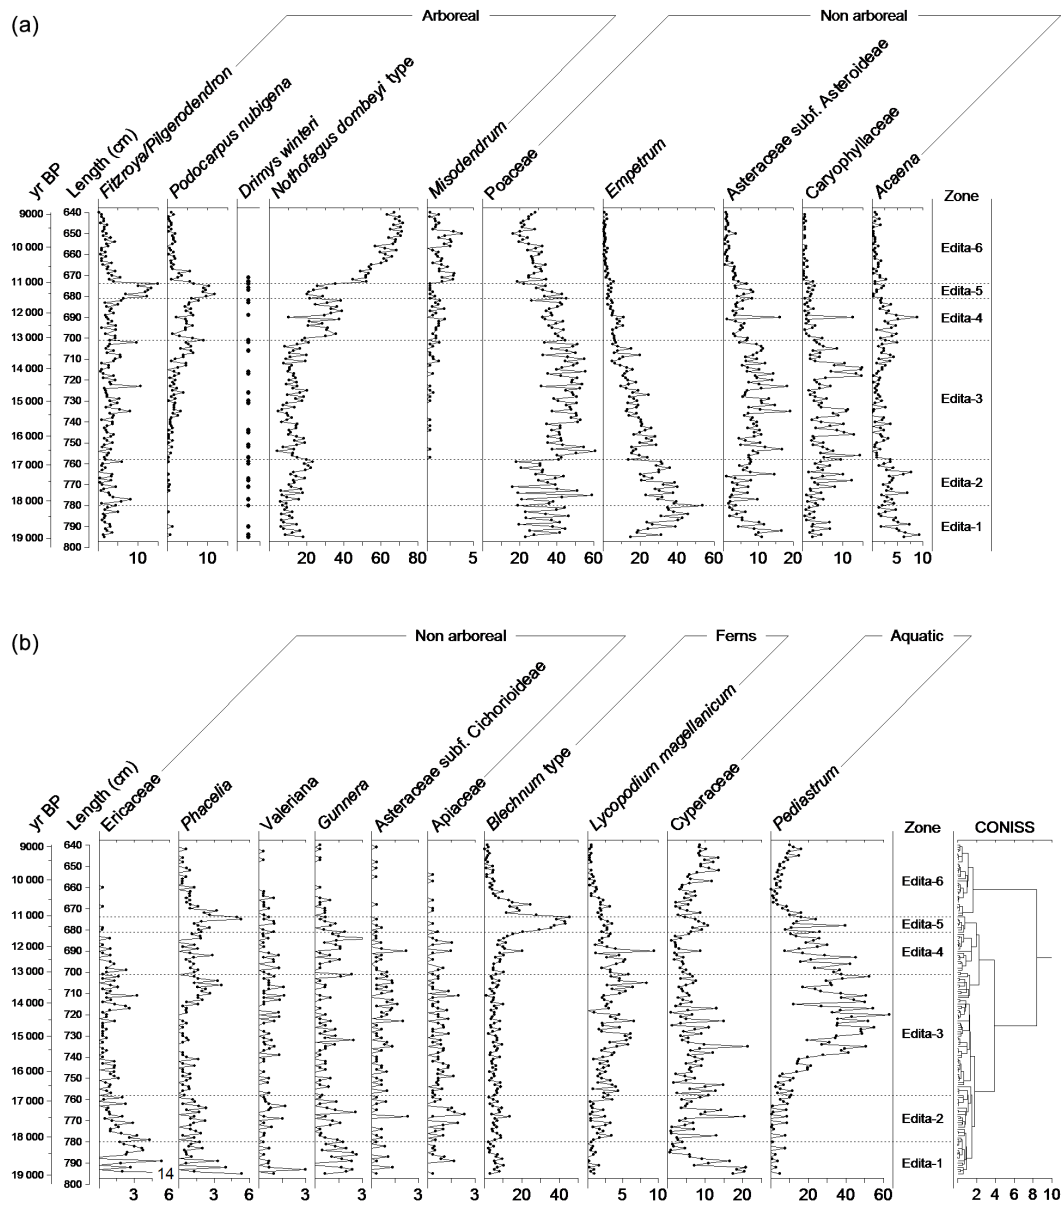 (a)
Arboreal
Non arboreal
yr BP
Length (cm)
Fitzroya/Pilgerodendron
Podocarpus nubigena
Drimys winteri
Nothofagus dombeyi type
Misodendrum
Poaceae
Empetrum
Asteraceae subf. Asteroideae
Caryophyllaceae
Acaena
Zone
9000
10 000
11 000
12 000
13 000
14 000
15 000
16 000
17 000
18 000
19 000
640
650
660
670
680
690
700
710
720
730
740
750
760
770
780
790
800
Edita-6
Edita-5
Edita-4
Edita-3
Edita-2
Edita-1
10 10 20 40 60 80 5 20 40 60 20 40 60 10 20 10 5 10
(b)
Non arboreal
Ferns
Aquatic
yr BP
Length (cm)
Ericaceae
Phacelia
Valeriana
Gunnera
Asteraceae subf. Cichorioideae
Apiaceae
Blechnum type
Lycopodium magellanicum
Cyperaceae
Pediastrum
Zone
CONISS
9000
10 000
11 000
12 000
13 000
14 000
15 000
16 000
17 000
18 000
19 000
640
650
660
670
680
690
700
710
720
730
740
750
760
770
780
790
800
Edita-6
Edita-5
Edita-4
Edita-3
Edita-2
Edita-1
14
3 6 3 6 3 3 3 3 20 40 5 10 10 20 20 40 60 2 4 6 8 10